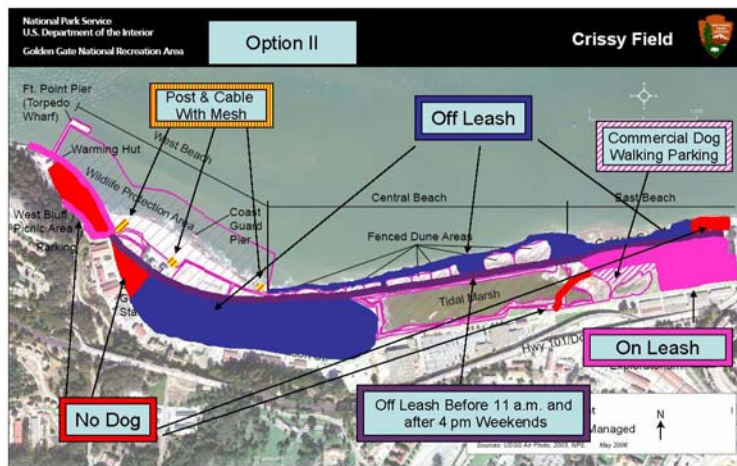 National Park Service
U.S. Department of the Interior
Golden Gate National Recreation Area
Option II
Crissy Field
Ft. Point Pier
(Torpedo
Wharf)
Post & Cable
With Mesh
Off Leash
Commercial Dog
Walking Parking
Warming Hut
West Beach
Wildlife Protection Area
Central Beach
East Beach
West Bluff
Picnic Area
Coast
Guard
Pier
Parking
Fenced Dune Areas
Tidal Marsh
Hwy 101/Do
On Leash
Exploratorium
No Dog
Off Leash Before 11 a.m. and
after 4 pm Weekends
Managed
N
Sources: USGS Air Photo, 2003, NPS. May 2006